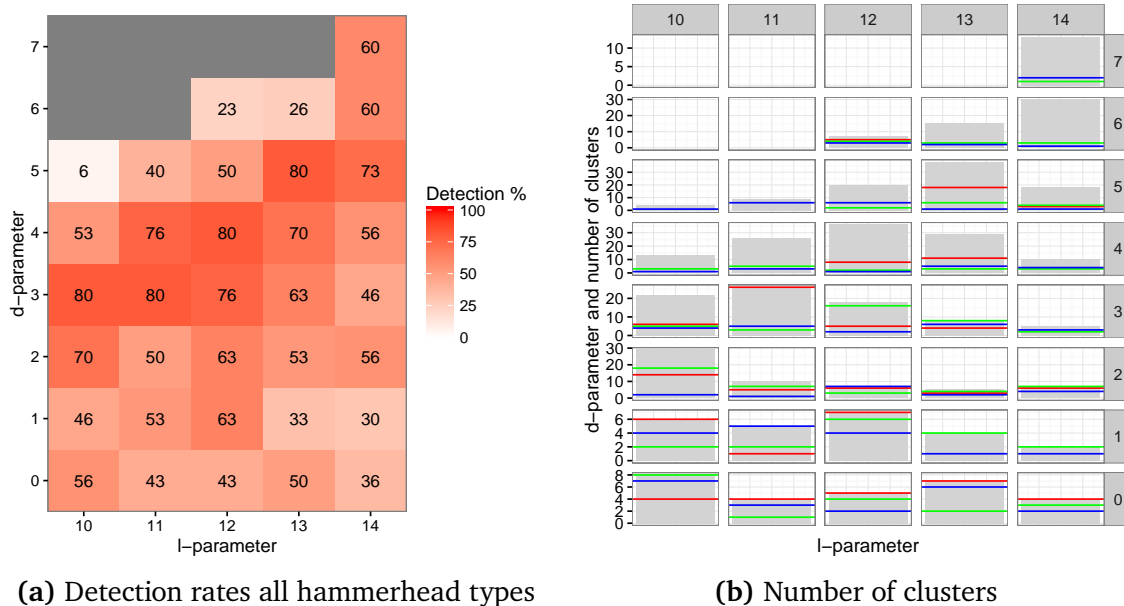 7 60
6 23 26 60
5 6 40 50 80 73
4 53 76 80 70 56
3 80 80 76 63 46
2 70 50 63 53 56
1 46 53 63 33 30
0 56 43 43 50 36
10 11 12 13 14
l−parameter
d−parameter
Detection %
100
75
50
25
0
(a) Detection rates all hammerhead types
10 11 12 13 14
10
5
0
7
30
20
10
0
6
30
20
10
0
5
30
20
10
0
4
20
10
0
3
30
20
10
0
2
6
4
2
0
1
8
6
4
2
0
0
d−parameter and number of clusters
l−parameter
(b) Number of clusters